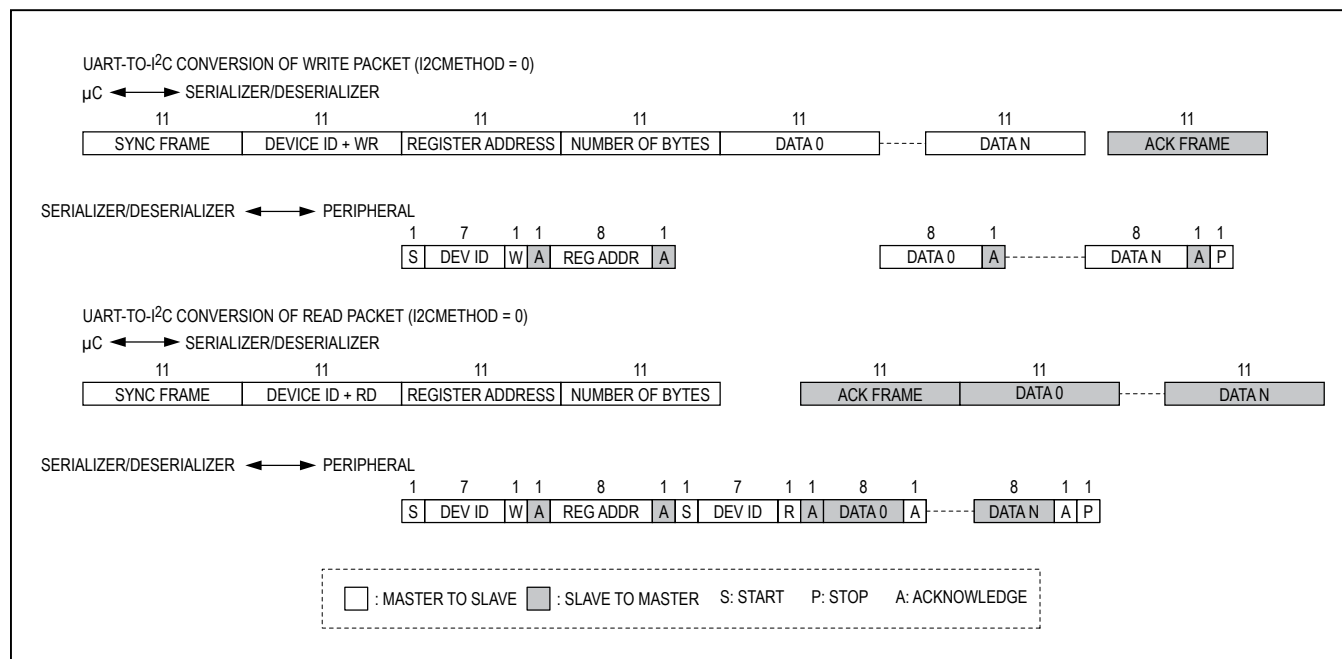 UART-TO-I2C CONVERSION OF WRITE PACKET (I2CMETHOD = 0)
µC SERIALIZER/DESERIALIZER
11 11 11 11 11 11 11
SYNC FRAME DEVICE ID + WR REGISTER ADDRESS NUMBER OF BYTES DATA 0 DATA N ACK FRAME
SERIALIZER/DESERIALIZER PERIPHERAL
1 7 1 1 8 1 8 1 8 1 1
S DEV ID W A REG ADDR A DATA 0 A DATA N A P
UART-TO-I2C CONVERSION OF READ PACKET (I2CMETHOD = 0)
µC SERIALIZER/DESERIALIZER
11 11 11 11 11 11 11
SYNC FRAME DEVICE ID + RD REGISTER ADDRESS NUMBER OF BYTES ACK FRAME DATA 0 DATA N
SERIALIZER/DESERIALIZER PERIPHERAL
1 7 1 1 8 1 1 7 1 1 8 1 8 1 1
S DEV ID W A REG ADDR A S DEV ID R A DATA 0 A DATA N A P
: MASTER TO SLAVE : SLAVE TO MASTER S: START P: STOP A: ACKNOWLEDGE